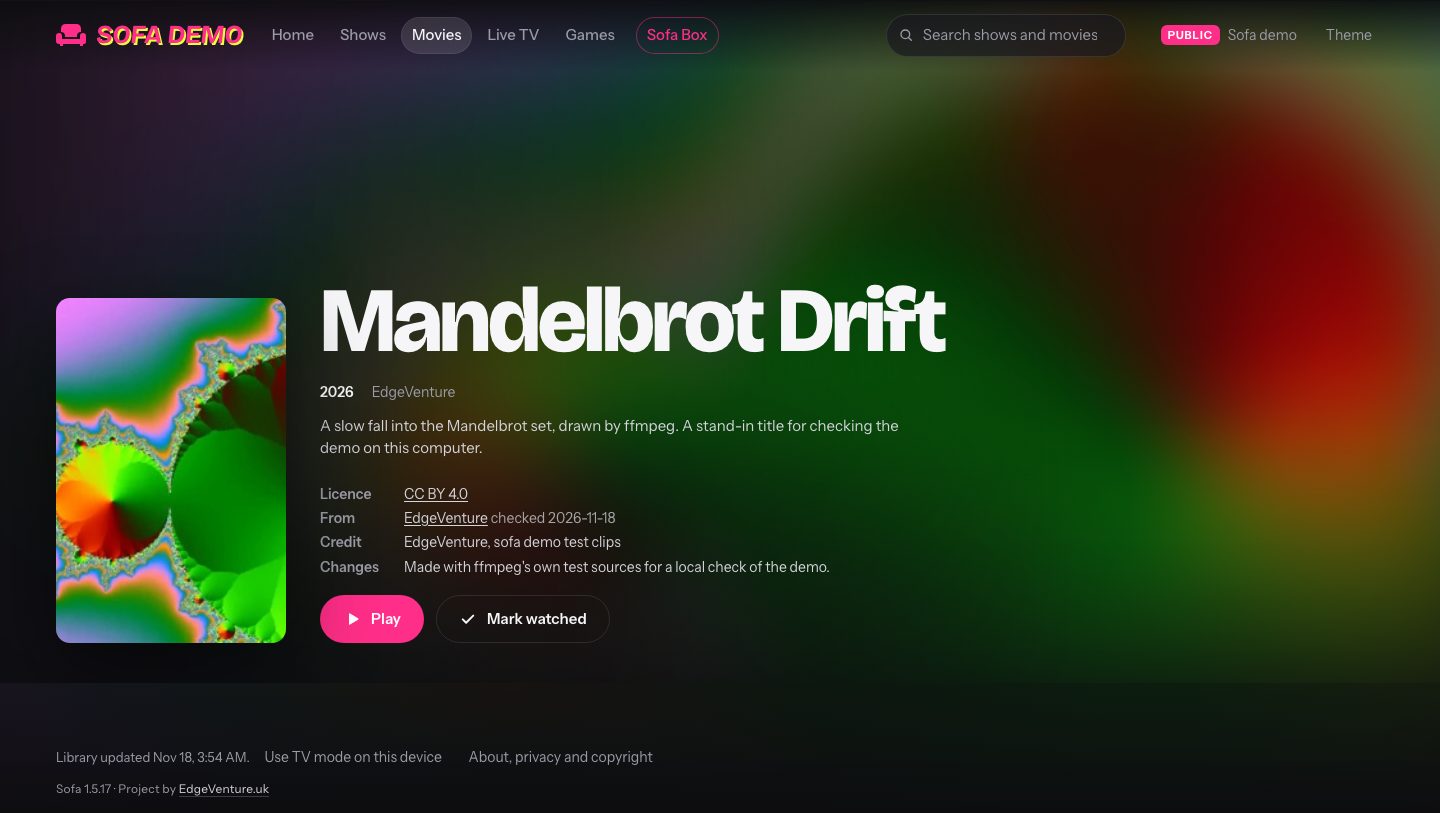 SOFA DEMO
Home
Shows
Movies
Live TV
Games
Sofa Box
Search shows and movies
PUBLIC
Sofa demo
Theme
Mandelbrot Drift
2026 EdgeVenture
A slow fall into the Mandelbrot set, drawn by ffmpeg. A stand-in title for checking the
demo on this computer.
Licence CC BY 4.0
From EdgeVenture checked 2026-11-18
Credit EdgeVenture, sofa demo test clips
Changes Made with ffmpeg's own test sources for a local check of the demo.
Play
Mark watched
Library updated Nov 18, 3:54 AM. Use TV mode on this device About, privacy and copyright
Sofa 1.5.17 · Project by EdgeVenture.uk